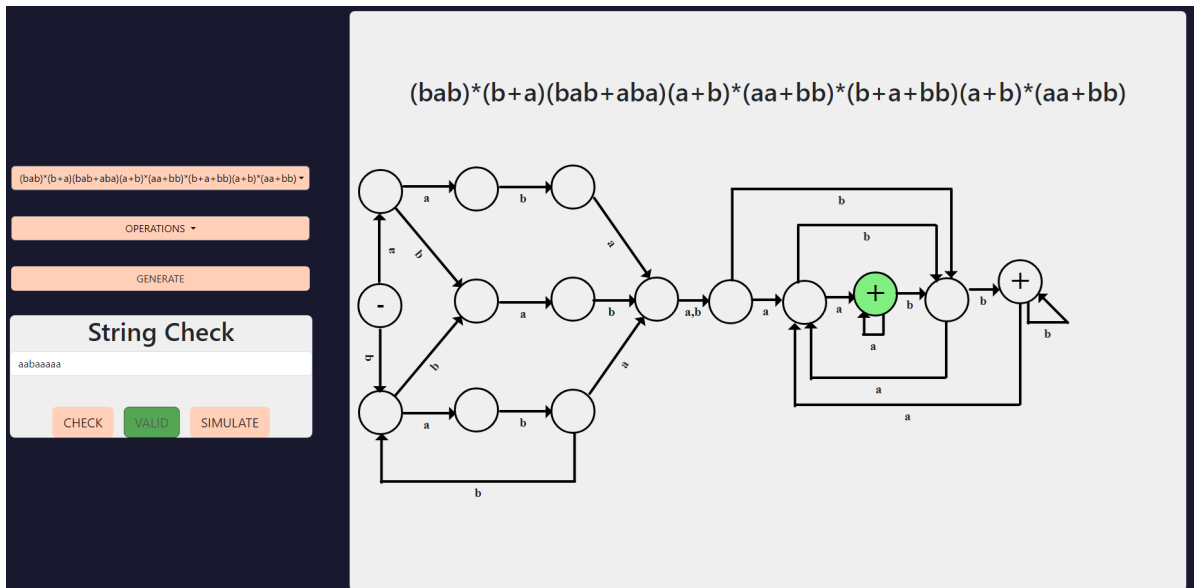 (bab)*(b+a)(bab+aba)(a+b)*(aa+bb)*(b+a+bb)(a+b)*(aa+bb)
(bab)*(b+a)(bab+aba)(a+b)*(aa+bb)*(b+a+bb)(a+b)*(aa+bb)
OPERATIONS
GENERATE
String Check
aabaaaaa
CHECK VALID SIMULATE
a b
b
b
a b a
+
-
a b a,b a a + b b
b b a b
a
a b a
a
b